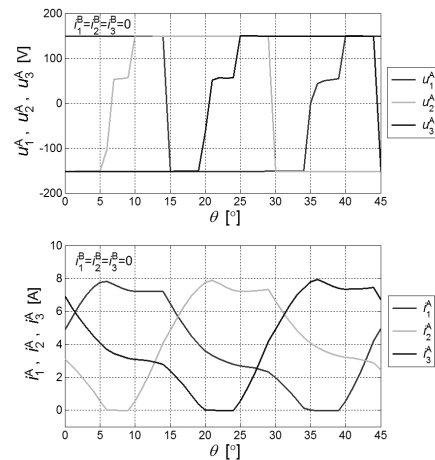 i₁ᴮ=i₂ᴮ=i₃ᴮ=0
200
100
0
-100
-200
u₁ᴬ , u₂ᴬ , u₃ᴬ [V]
0 5 10 15 20 25 30 35 40 45
θ [°]
u₁ᴬ
u₂ᴬ
u₃ᴬ
i₁ᴮ=i₂ᴮ=i₃ᴮ=0
10
8
6
4
2
0
i₁ᴬ , i₂ᴬ , i₃ᴬ [A]
0 5 10 15 20 25 30 35 40 45
θ [°]
i₁ᴬ
i₂ᴬ
i₃ᴬ